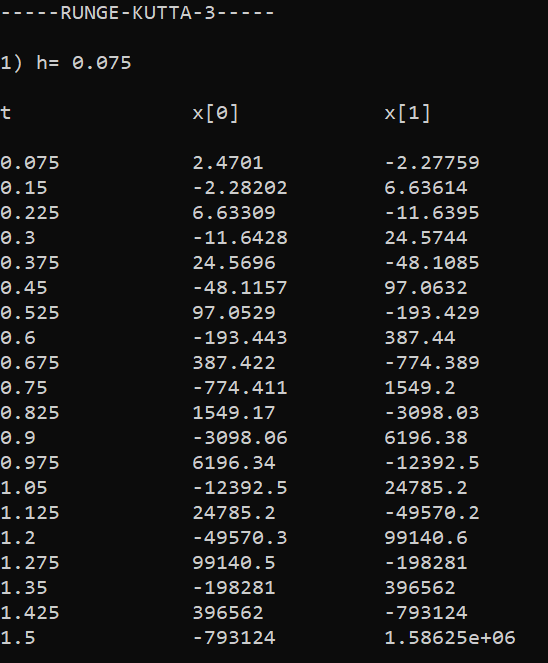 -----RUNGE-KUTTA-3-----
1) h= 0.075
t x[0] x[1]
0.075 2.4701 -2.27759
0.15 -2.28202 6.63614
0.225 6.63309 -11.6395
0.3 -11.6428 24.5744
0.375 24.5696 -48.1085
0.45 -48.1157 97.0632
0.525 97.0529 -193.429
0.6 -193.443 387.44
0.675 387.422 -774.389
0.75 -774.411 1549.2
0.825 1549.17 -3098.03
0.9 -3098.06 6196.38
0.975 6196.34 -12392.5
1.05 -12392.5 24785.2
1.125 24785.2 -49570.2
1.2 -49570.3 99140.6
1.275 99140.5 -198281
1.35 -198281 396562
1.425 396562 -793124
1.5 -793124 1.58625e+06